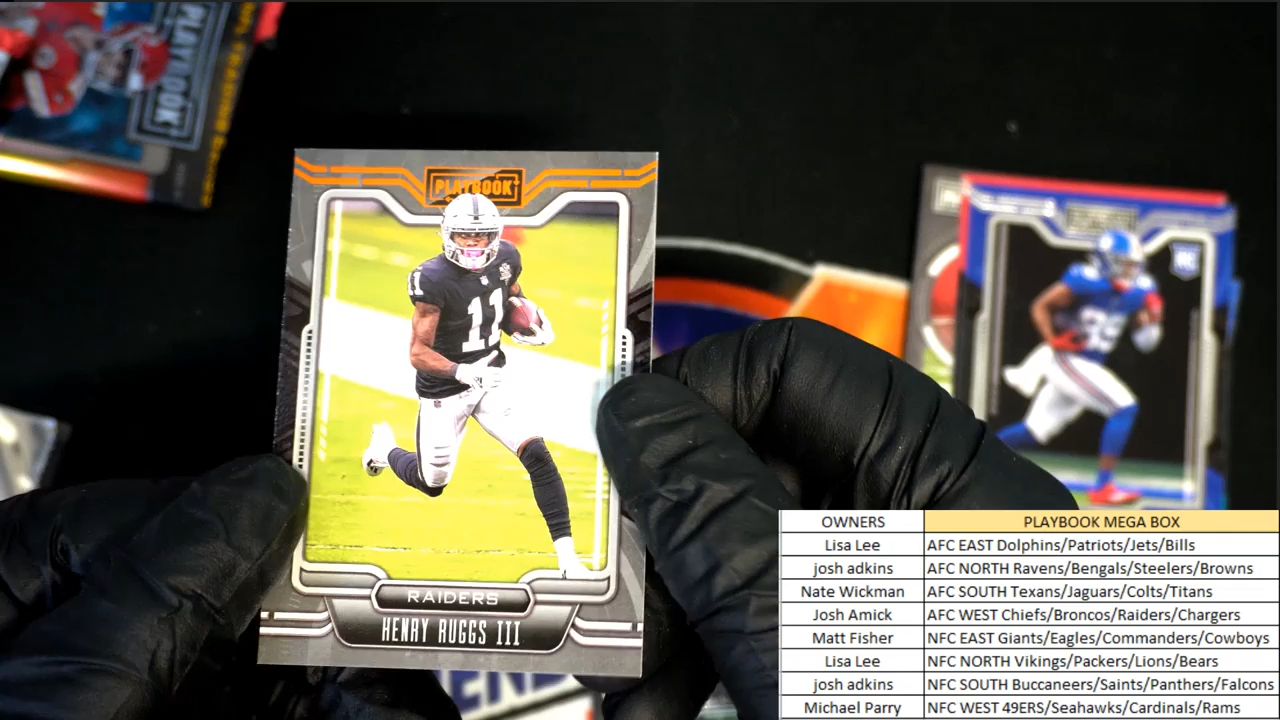 PLAYBOOK
PLAYBOOK
11
11
RAIDERS
HENRY RUGGS III
OWNERS PLAYBOOK MEGA BOX
Lisa Lee AFC EAST Dolphins/Patriots/Jets/Bills
josh adkins AFC NORTH Ravens/Bengals/Steelers/Browns
Nate Wickman AFC SOUTH Texans/Jaguars/Colts/Titans
Josh Amick AFC WEST Chiefs/Broncos/Raiders/Chargers
Matt Fisher NFC EAST Giants/Eagles/Commanders/Cowboys
Lisa Lee NFC NORTH Vikings/Packers/Lions/Bears
josh adkins NFC SOUTH Buccaneers/Saints/Panthers/Falcons
Michael Parry NFC WEST 49ERS/Seahawks/Cardinals/Rams